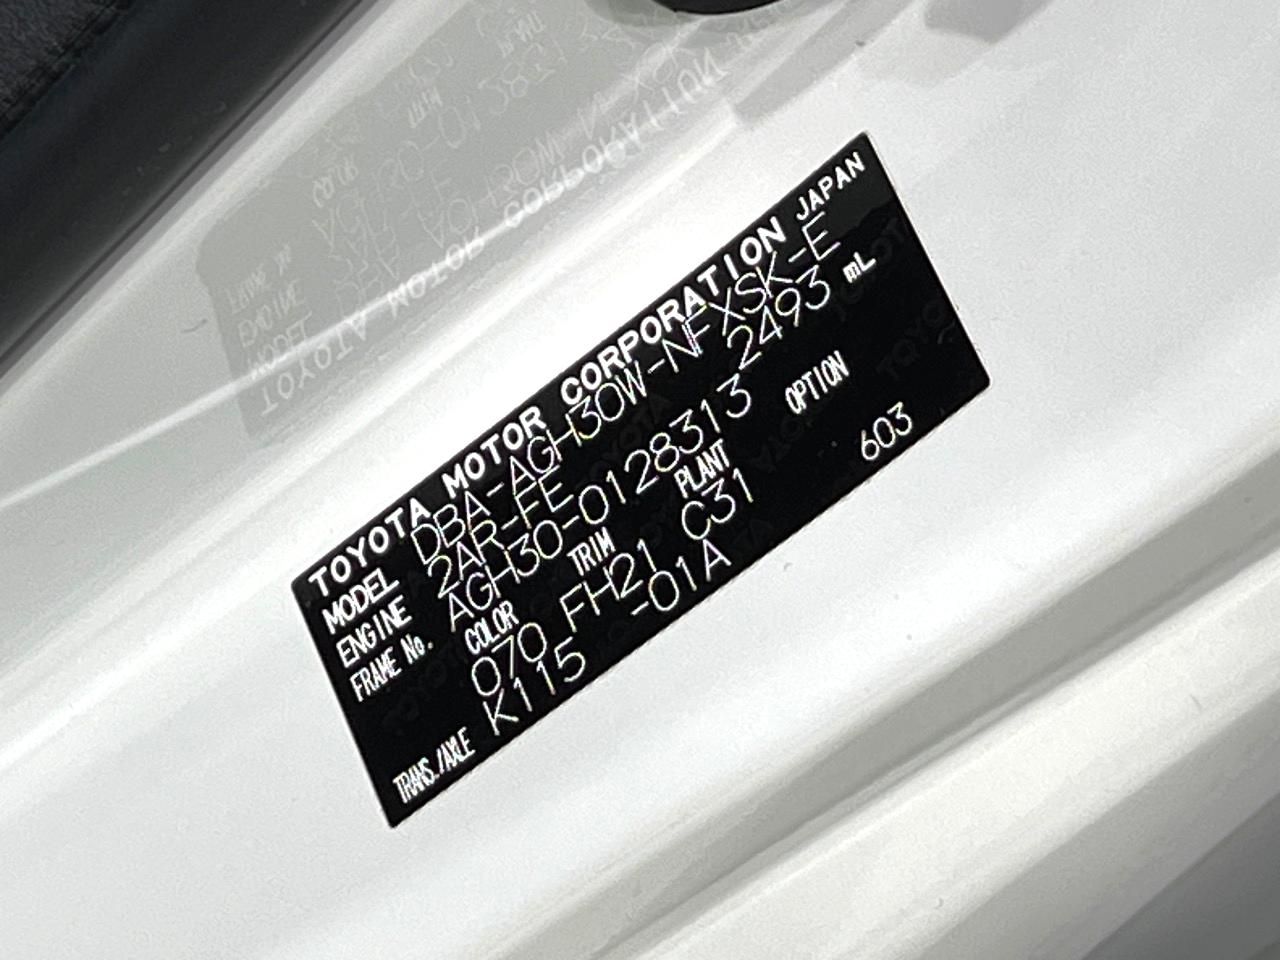 TOYOTA MOTOR CORPORATION JAPAN
MODEL DBA-AGH30W-NFXSK-E
ENGINE 2AR-FE 2493 mL
FRAME No. AGH30-0128313
COLOR TRIM PLANT OPTION
070 FH21 C31 603
TRANS./AXLE K115 -01A